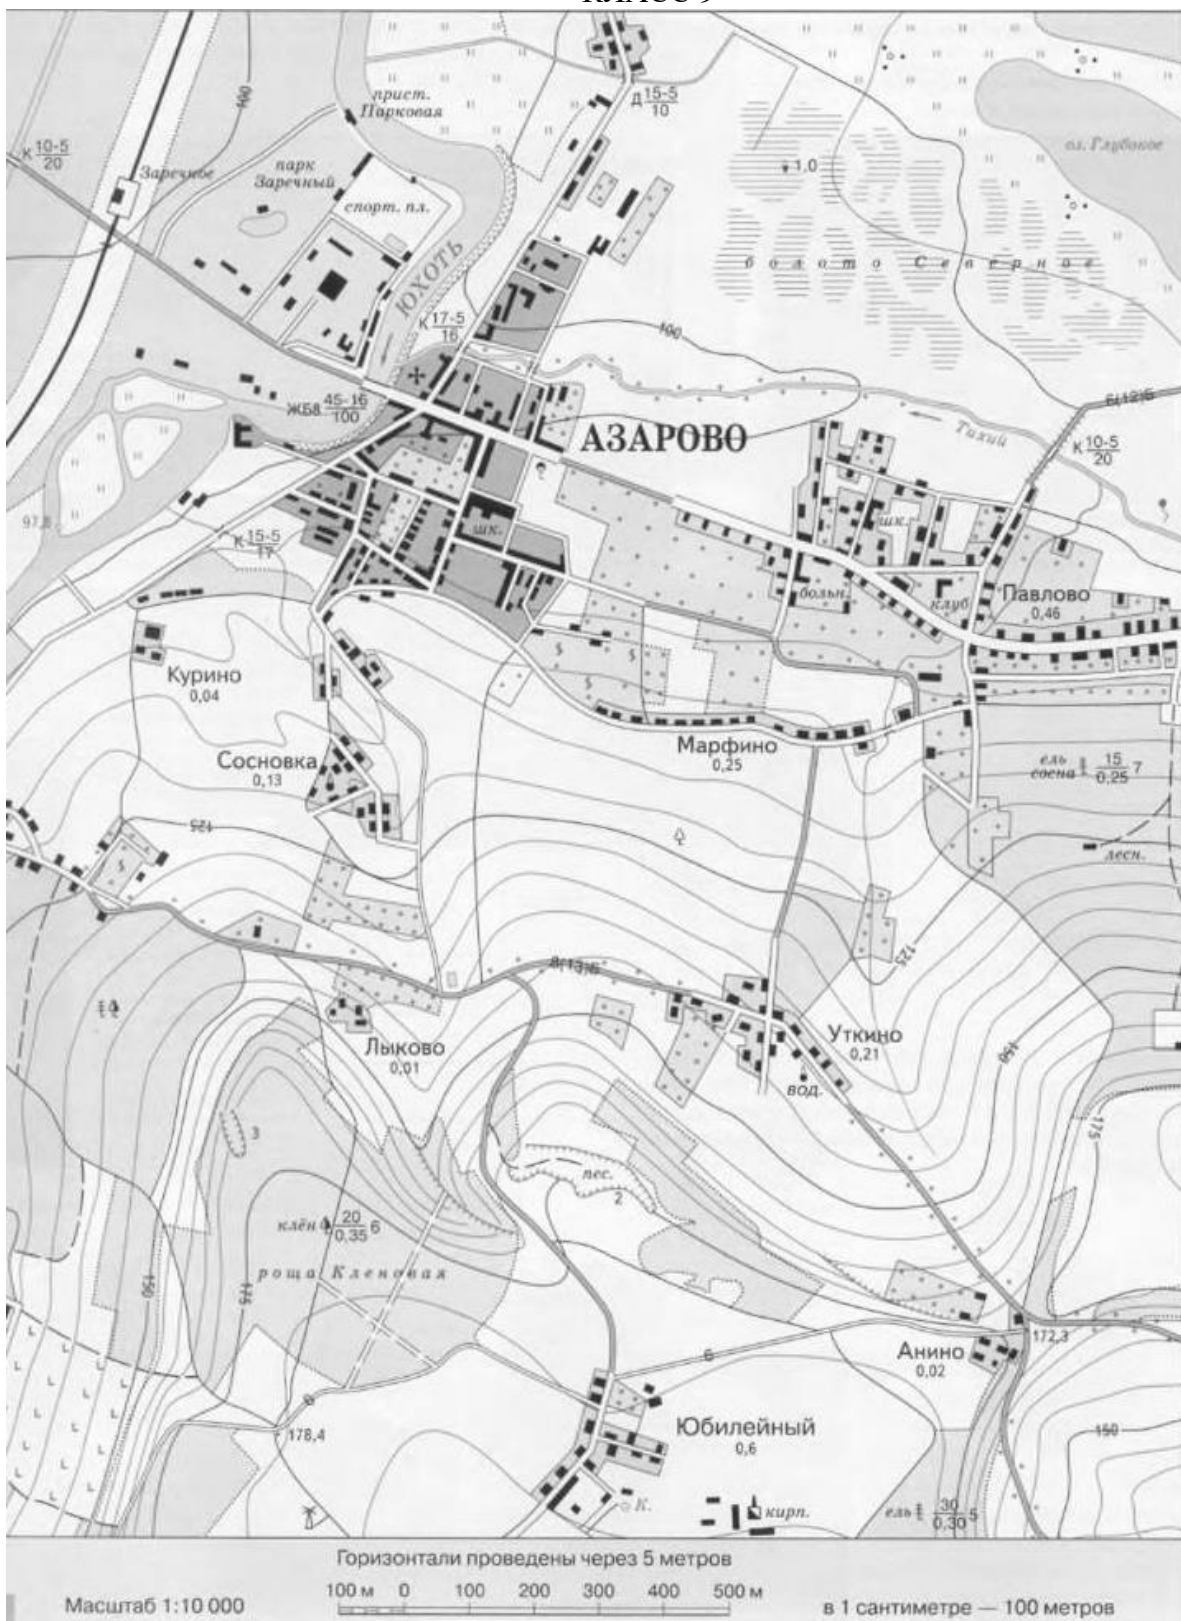 прист.
Парковая
Д 15-5
10
К 10-5
20
Заречное
парк
Заречный
спорт. пл.
100
оз. Глубокое
1,0
болото Северное
ЮХОТЬ
К 17-5
16
100
ЖБ8 45-16
100
АЗАРОВО
Тихий
Б(12)Б
К 10-5
20
шк.
шк.
К 15-5
17
больн.
клуб
Павлово
0,46
Курино
0,04
Марфино
0,25
Сосновка
0,13
ель
сосна 15
0,25 7
125
лесн.
125
8(13)Б
Уткино
0,21
Лыково
0,01
вод.
150
175
3
пес.
2
клён 20
0,35 6
роща Кленовая
150
175
6
172,3
Анино
0,02
Юбилейный
0,6
178,4
150
К.
кирп.
ель 30
0,30 5
Горизонтали проведены через 5 метров
100 м 0 100 200 300 400 500 м
Масштаб 1:10 000
в 1 сантиметре — 100 метров